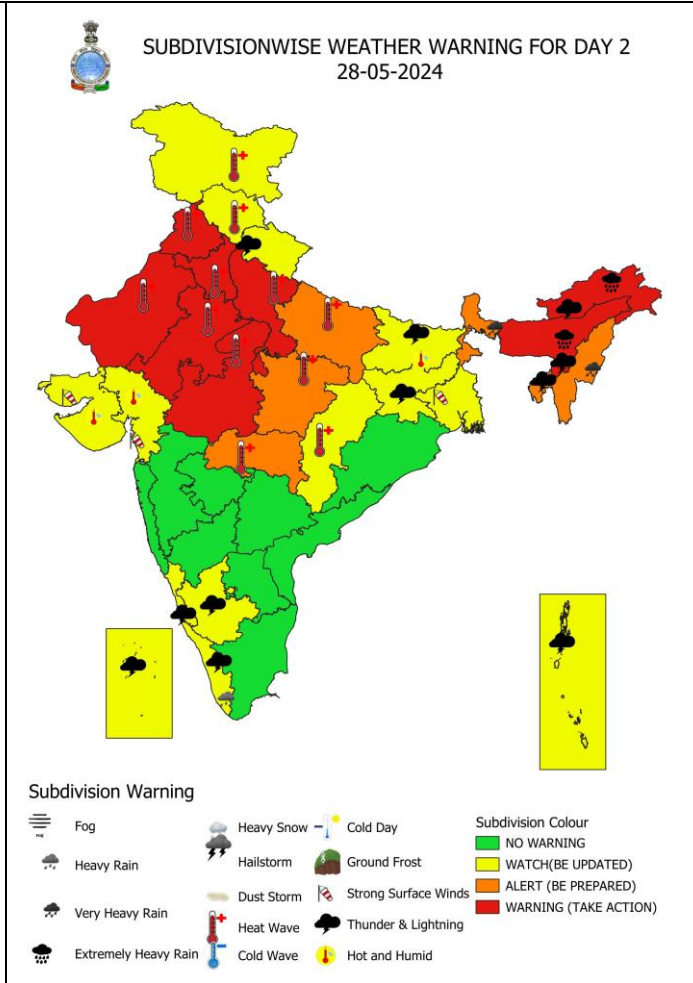 SUBDIVISIONWISE WEATHER WARNING FOR DAY 2
28-05-2024
Subdivision Warning
Fog
Heavy Rain
Very Heavy Rain
Extremely Heavy Rain
Heavy Snow
Hailstorm
Dust Storm
Heat Wave
Cold Wave
Cold Day
Ground Frost
Strong Surface Winds
Thunder & Lightning
Hot and Humid
Subdivision Colour
NO WARNING
WATCH(BE UPDATED)
ALERT (BE PREPARED)
WARNING (TAKE ACTION)